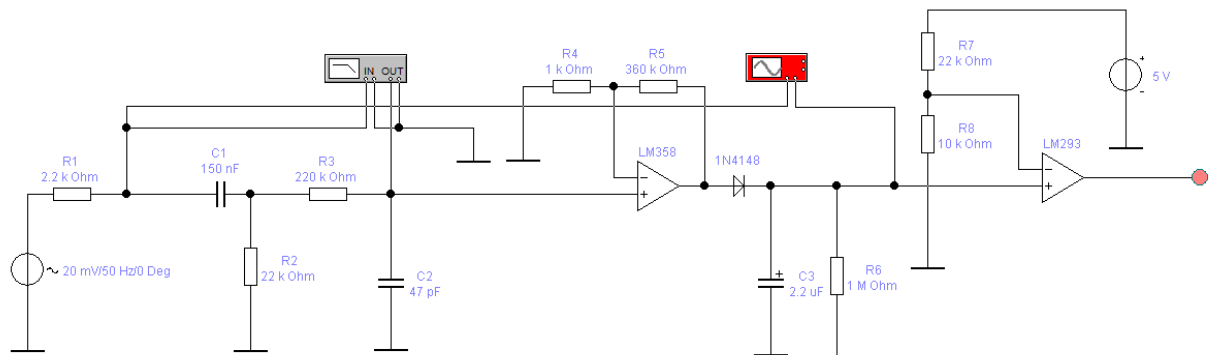 R1
2.2 k Ohm
20 mV/50 Hz/0 Deg
C1
150 nF
R2
22 k Ohm
R3
220 k Ohm
IN OUT
C2
47 pF
R4
1 k Ohm
R5
360 k Ohm
LM358
1N4148
C3
2.2 uF
R6
1 M Ohm
R7
22 k Ohm
R8
10 k Ohm
5 V
LM293